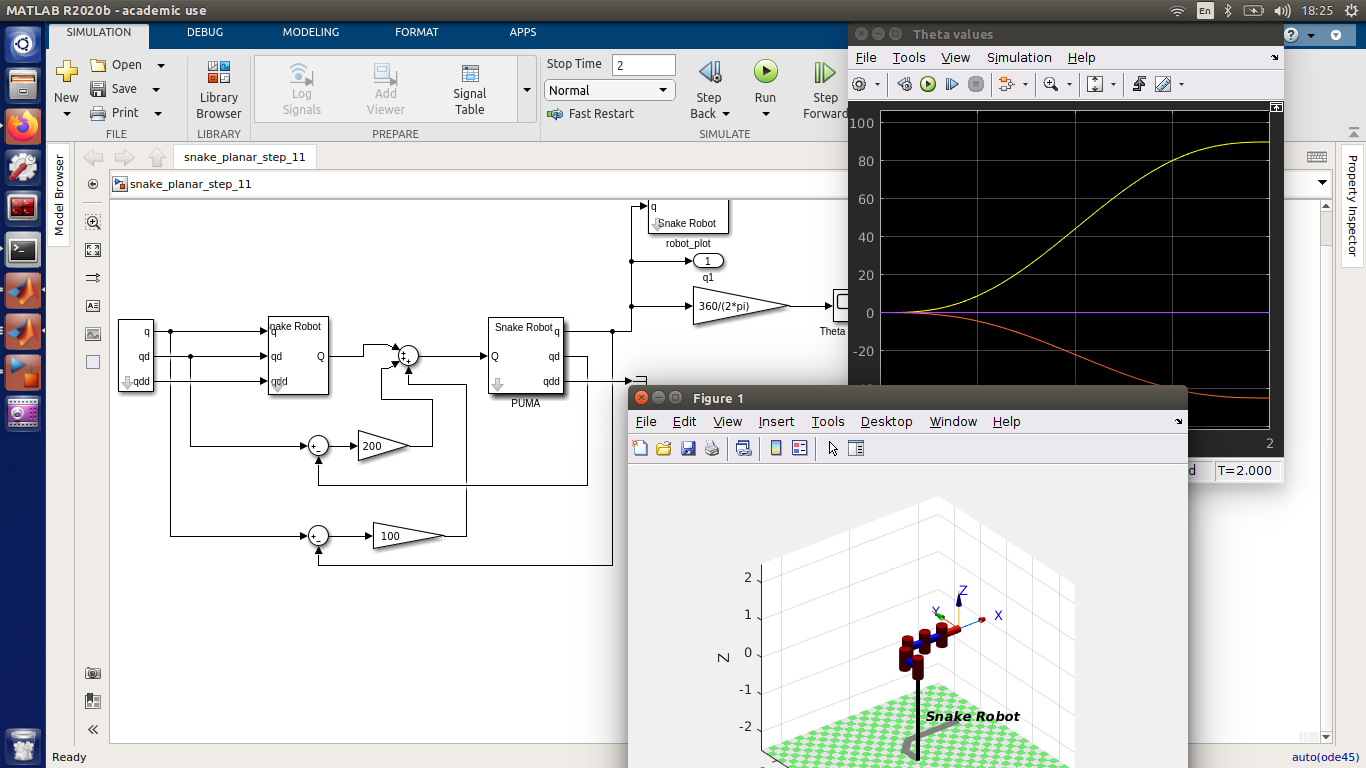 MATLAB R2020b - academic use
En
18:25
SIMULATION
DEBUG
MODELING
FORMAT
APPS
New
Open
Save
Print
FILE
Library
Browser
LIBRARY
Log
Signals
Add
Viewer
Signal
Table
PREPARE
Stop Time
2
Normal
Fast Restart
Step
Back
Run
Step
Forward
SIMULATE
Model Browser
snake_planar_step_11
snake_planar_step_11
Property Inspector
q
qd
qdd
nake Robot
q
qd
qdd
Q
Snake Robot
Q
q
qd
qdd
PUMA
200
100
q
Snake Robot
robot_plot
1
q1
360/(2*pi)
Theta
Ready
auto(ode45)
Theta values
File
Tools
View
Simulation
Help
100
80
60
40
20
0
-20
2
d
T=2.000
Figure 1
File
Edit
View
Insert
Tools
Desktop
Window
Help
2
1
0
-1
-2
Z
Z
Y
X
Snake Robot